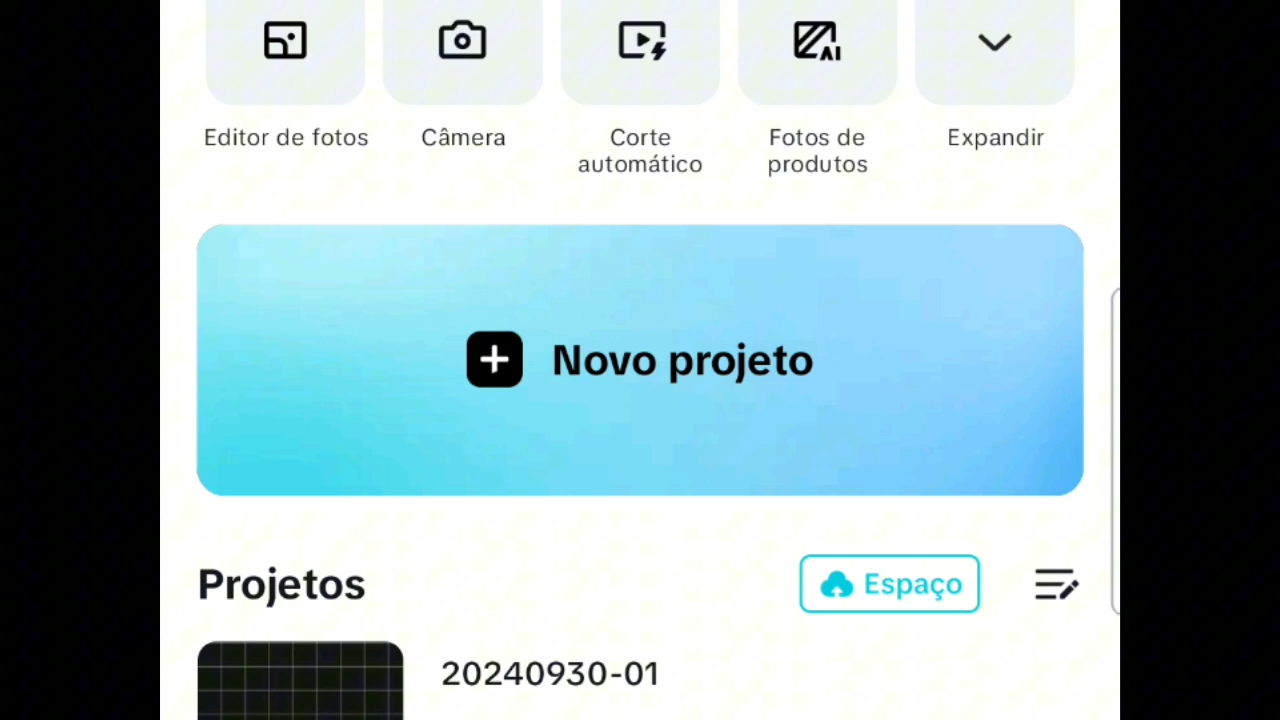 Editor de fotos
Câmera
Corte
automático
Fotos de
produtos
Expandir
Novo projeto
Projetos
Espaço
20240930-01